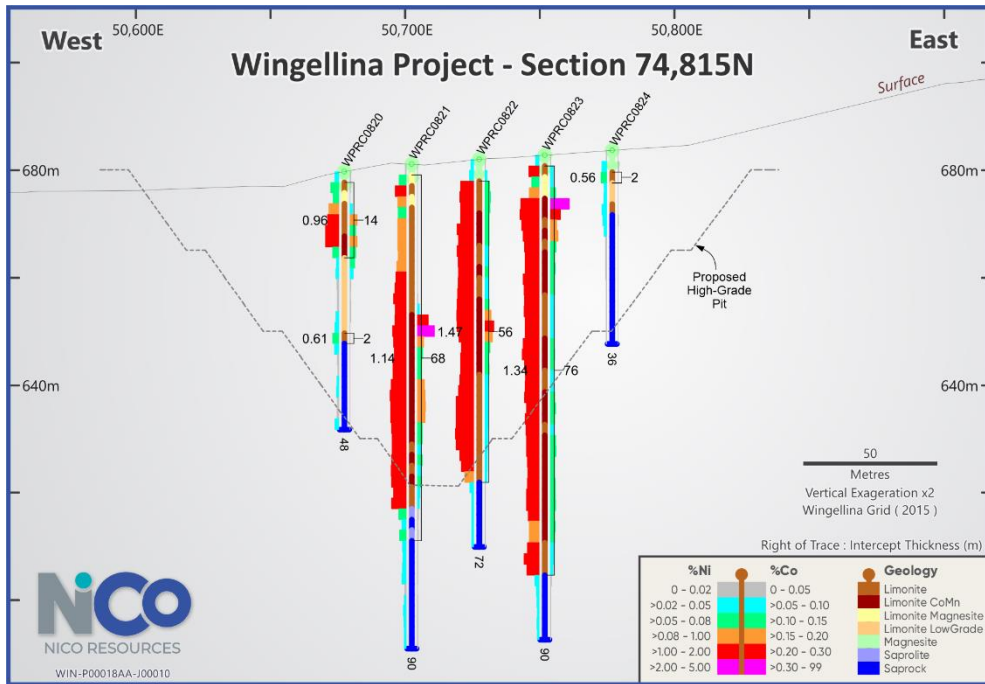 50,600E
50,700E
50,800E
West
East
Wingellina Project - Section 74,815N
Surface
WPRC0820
WPRC0821
WPRC0822
WPRC0823
WPRC0824
680m
680m
0.96
14
0.56
2
Proposed
High-Grade
Pit
0.61
2
1.14
68
1.47
56
1.34
76
36
640m
640m
48
72
90
90
50
Metres
Vertical Exageration x2
Wingellina Grid ( 2015 )
Right of Trace : Intercept Thickness (m)
%Ni %Co Geology
0 - 0.02 0 - 0.05 Limonite
>0.02 - 0.05 >0.05 - 0.10 Limonite CoMn
>0.05 - 0.08 >0.10 - 0.15 Limonite Magnesite
>0.08 - 1.00 >0.15 - 0.20 Limonite LowGrade
>1.00 - 2.00 >0.20 - 0.30 Magnesite
>2.00 - 5.00 >0.30 - 99 Saprolite
Saprock
NiCo
NICO RESOURCES
WIN-P00018AA-J00010